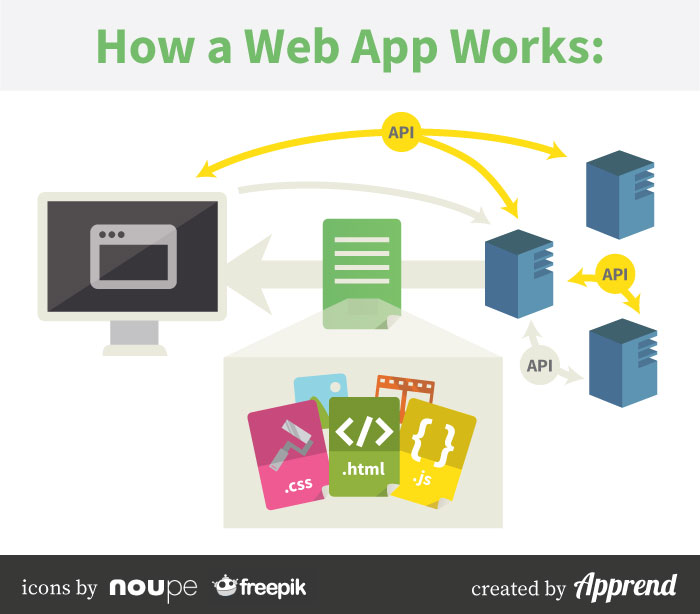 How a Web App Works:
API
API
API
</>
{}
.css
.html
.js
icons by noupe freepik
created by Apprend